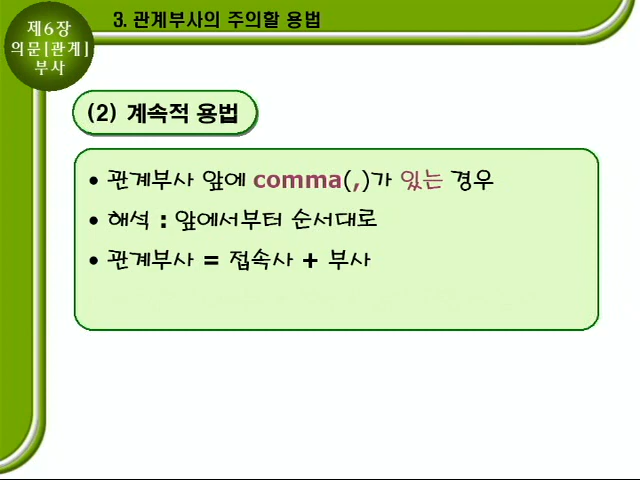 제6장
의문[관계]
부사
3. 관계부사의 주의할 용법
(2) 계속적 용법
• 관계부사 앞에 comma(,)가 있는 경우
• 해석 : 앞에서부터 순서대로
• 관계부사 = 접속사 + 부사